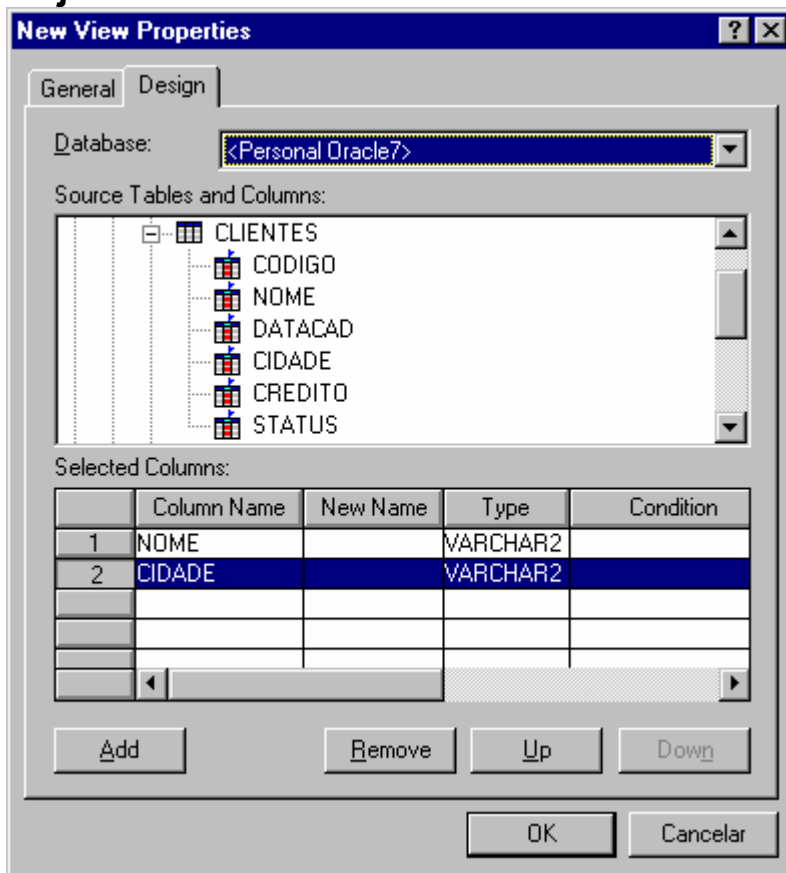 New View Properties
General Design
Database: <Personal Oracle7>
Source Tables and Columns:
CLIENTES
CODIGO
NOME
DATACAD
CIDADE
CREDITO
STATUS
Selected Columns:
Column Name New Name Type Condition
1 NOME VARCHAR2
2 CIDADE VARCHAR2
Add Remove Up Down
OK Cancelar